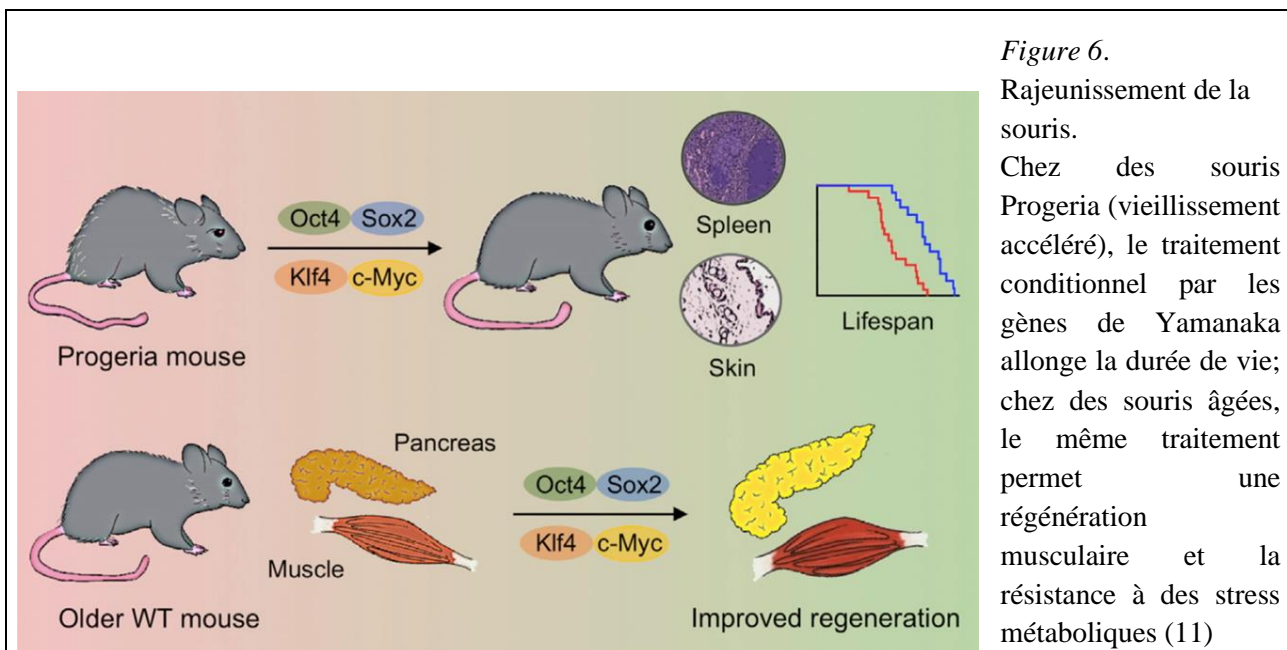 Oct4 Sox2
Klf4 c-Myc
Progeria mouse
Spleen
Skin
Lifespan
Pancreas
Muscle
Oct4 Sox2
Klf4 c-Myc
Older WT mouse
Improved regeneration
Figure 6.
Rajeunissement de la
souris.
Chez des souris
Progeria (vieillissement
accéléré), le traitement
conditionnel par les
gènes de Yamanaka
allonge la durée de vie;
chez des souris âgées,
le même traitement
permet une
régénération
musculaire et la
résistance à des stress
métaboliques (11)